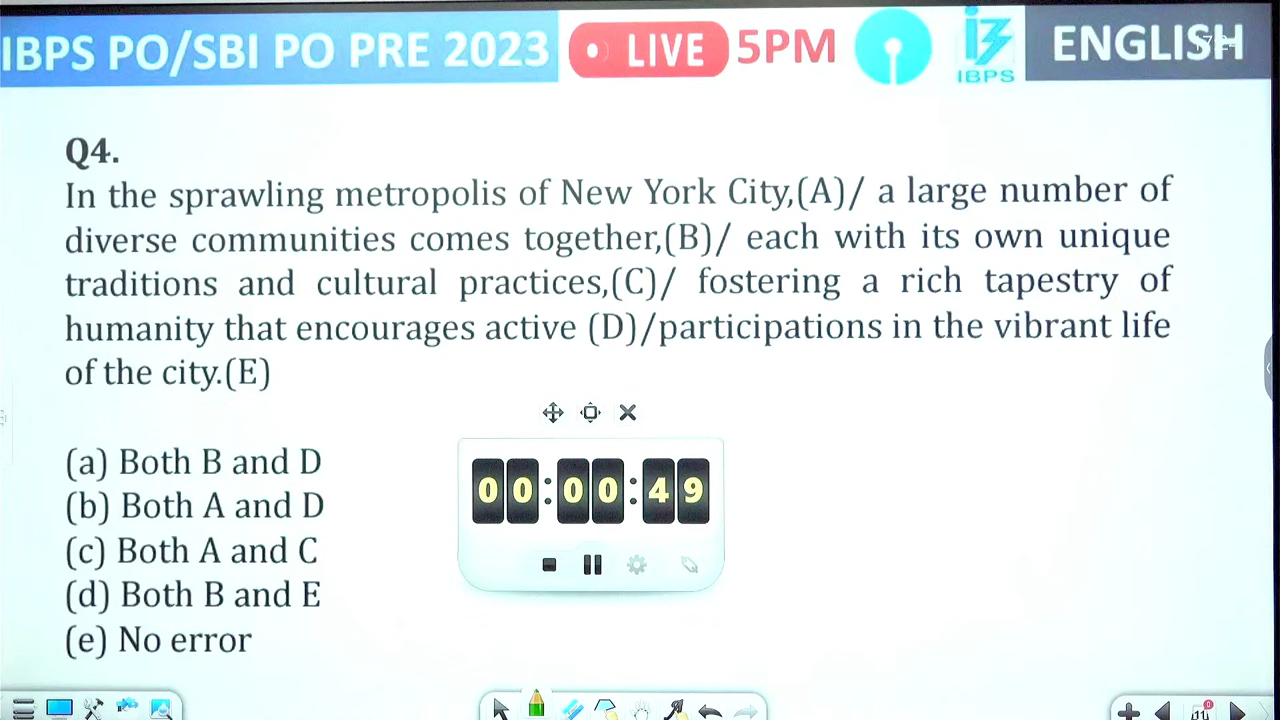 IBPS PO/SBI PO PRE 2023 LIVE 5PM IBPS ENGLISH
Q4.
In the sprawling metropolis of New York City,(A)/ a large number of
diverse communities comes together,(B)/ each with its own unique
traditions and cultural practices,(C)/ fostering a rich tapestry of
humanity that encourages active (D)/participations in the vibrant life
of the city.(E)
(a) Both B and D
(b) Both A and D
(c) Both A and C
(d) Both B and E
(e) No error
00:00:49